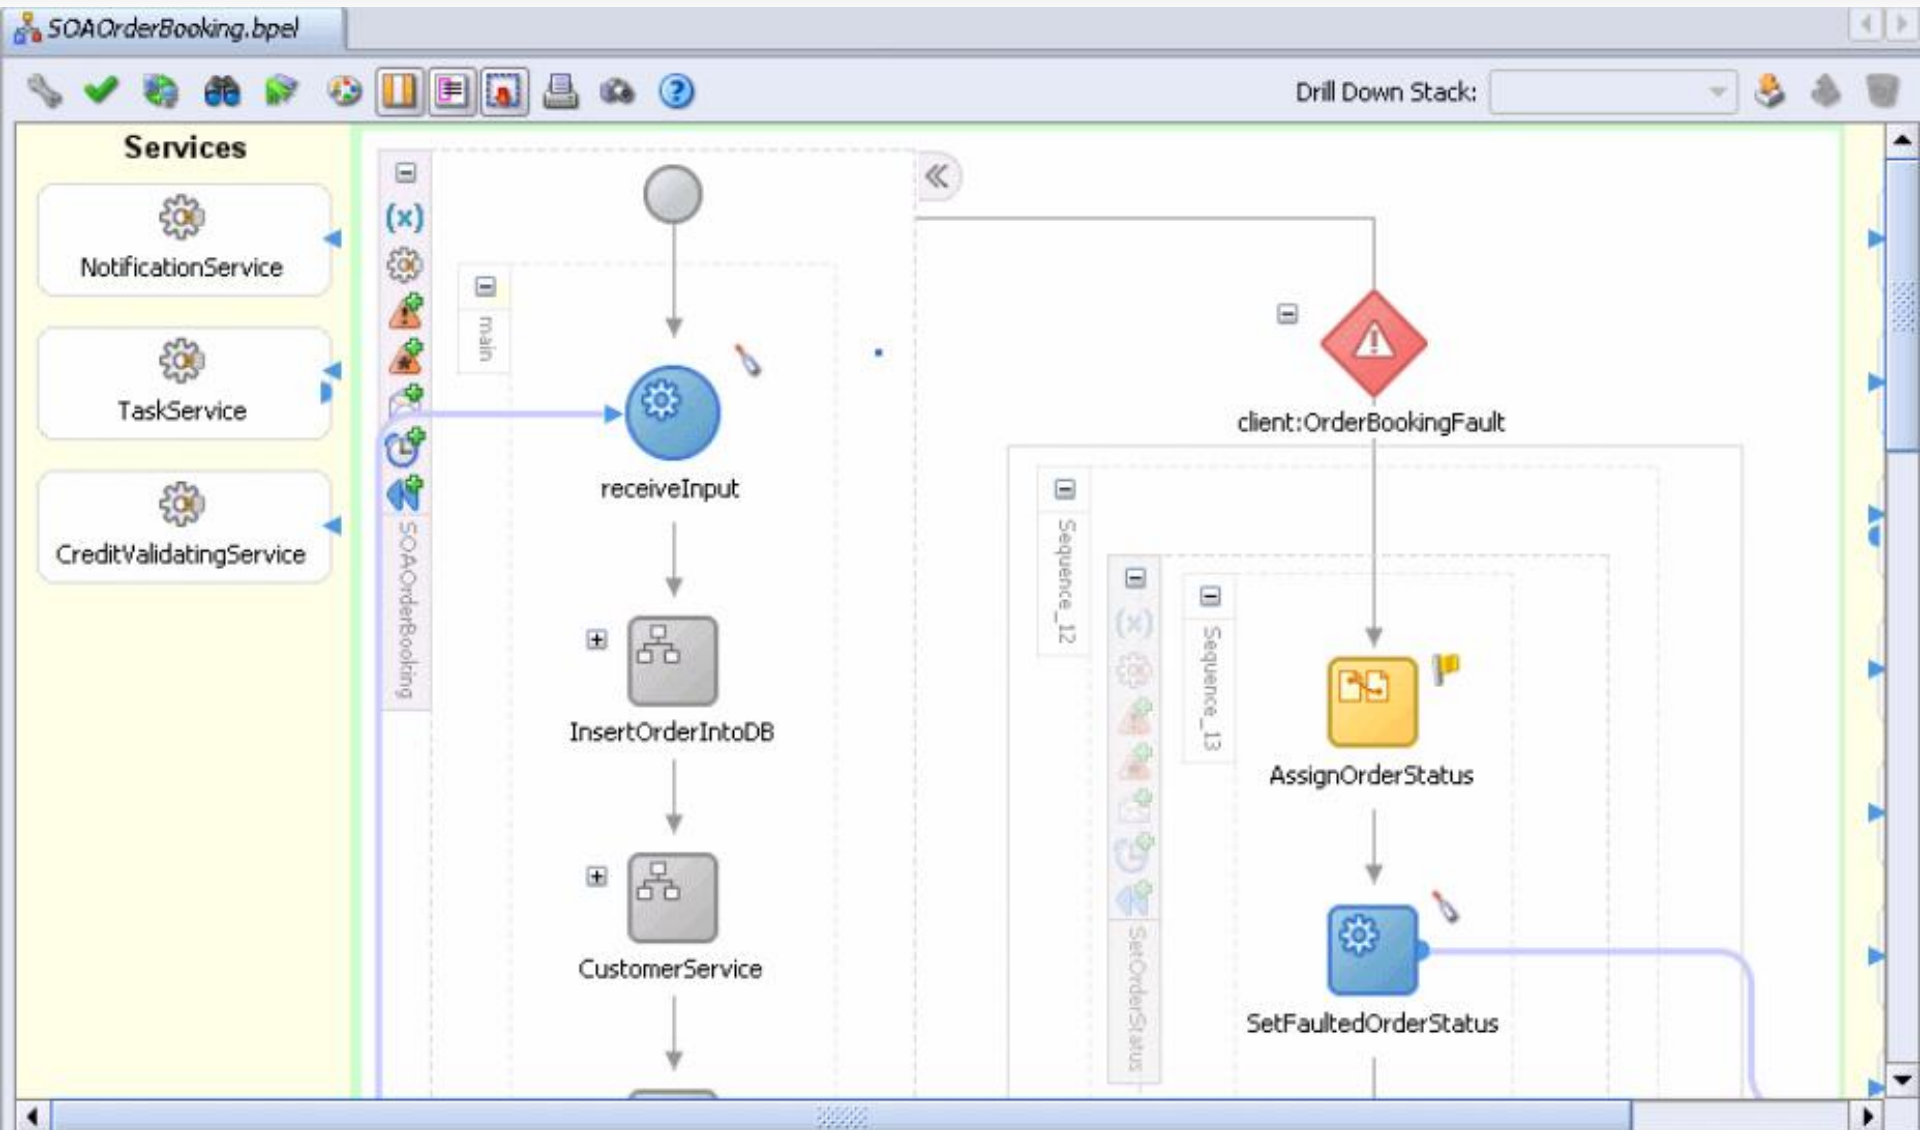 SOAOrderBooking.bpel
Drill Down Stack:
Services
NotificationService
TaskService
CreditValidatingService
(x)
SOAOrderBooking
main
receiveInput
InsertOrderIntoDB
CustomerService
client:OrderBookingFault
Sequence_12
(x)
SetOrderStatus
Sequence_13
AssignOrderStatus
SetFaultedOrderStatus